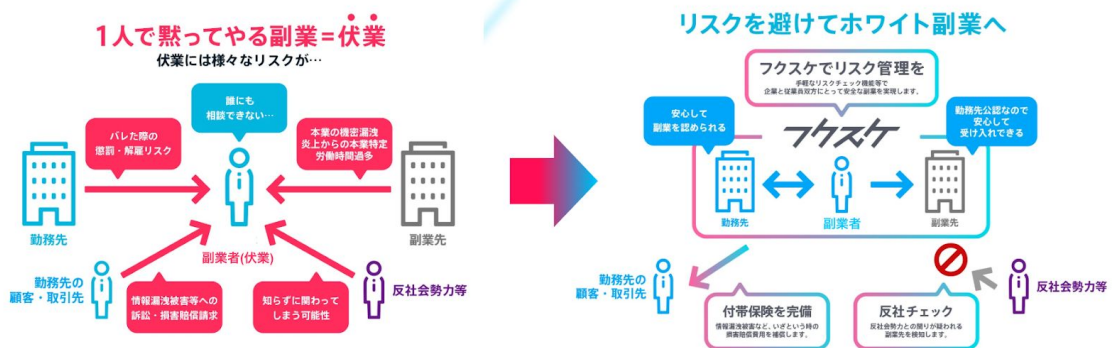 1人で黙ってやる副業=伏業
伏業には様々なリスクが…
誰にも
相談できない…
バレた際の
懲罰・解雇リスク
本業の機密漏洩
炎上からの本業特定
労働時間過多
勤務先
副業先
副業者(伏業)
勤務先の
顧客・取引先
情報漏洩被害等への
訴訟・損害賠償請求
知らずに関わって
しまう可能性
反社会勢力等
リスクを避けてホワイト副業へ
フクスケでリスク管理を
手軽なリスクチェック機能等で
企業と従業員双方にとって安全な副業を実現します。
安心して
副業を認められる
フクスケ
勤務先公認なので
安心して
受け入れできる
勤務先
副業者
副業先
勤務先の
顧客・取引先
付帯保険を完備
情報漏洩被害など、いざという時の
損害賠償費用を補償します。
反社チェック
反社会勢力との関りが疑われる
副業先を検知します。
反社会勢力等